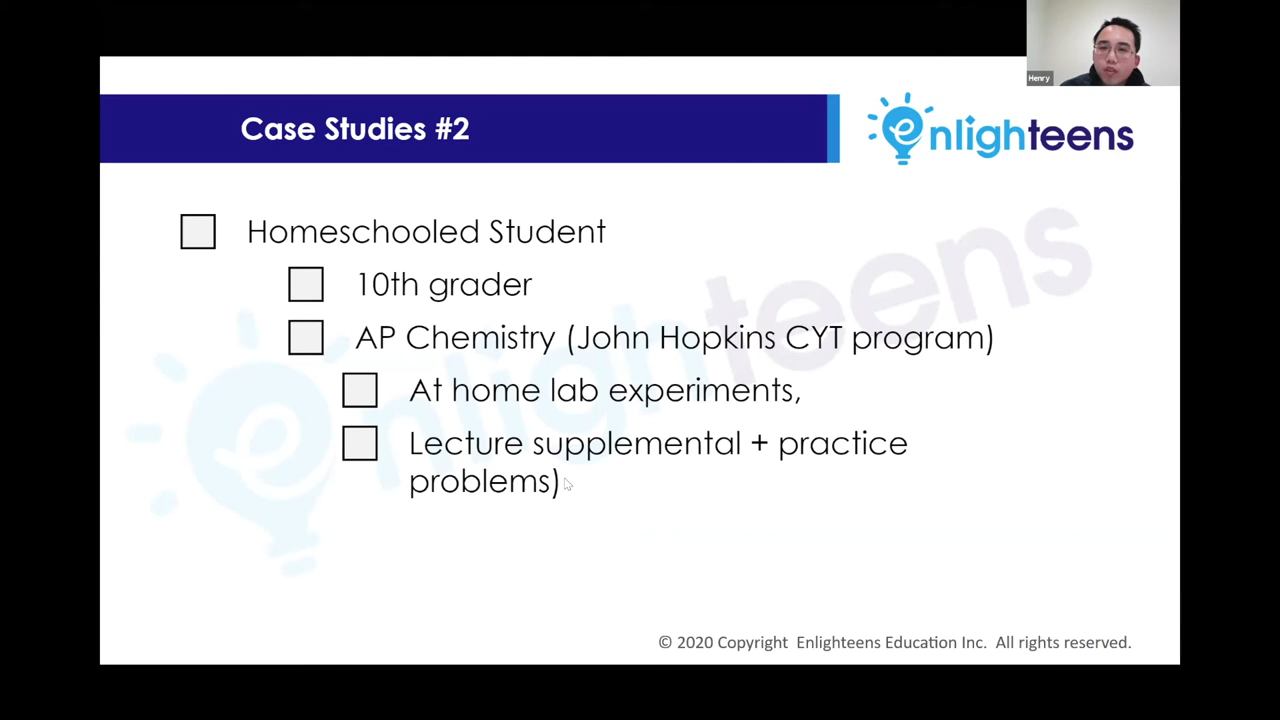 Henry
Case Studies #2
enlighteens
Homeschooled Student
10th grader
AP Chemistry (John Hopkins CYT program)
At home lab experiments,
Lecture supplemental + practice
problems)
enlighteens
© 2020 Copyright Enlighteens Education Inc. All rights reserved.